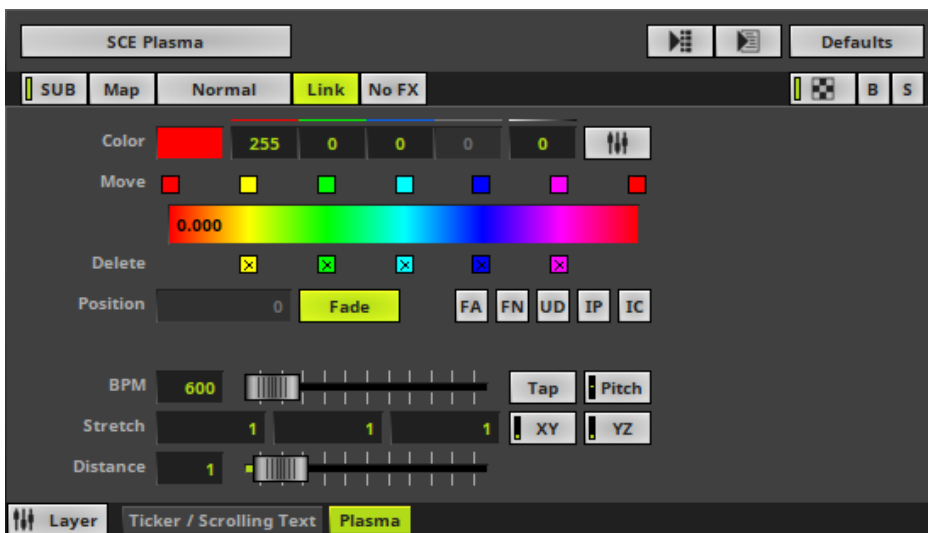 SCE Plasma Defaults
SUB Map Normal Link No FX B S
Color 255 0 0 0 0
Move
0.000
Delete
Position 0 Fade FA FN UD IP IC
BPM 600 Tap Pitch
Stretch 1 1 1 XY YZ
Distance 1
Layer Ticker / Scrolling Text Plasma